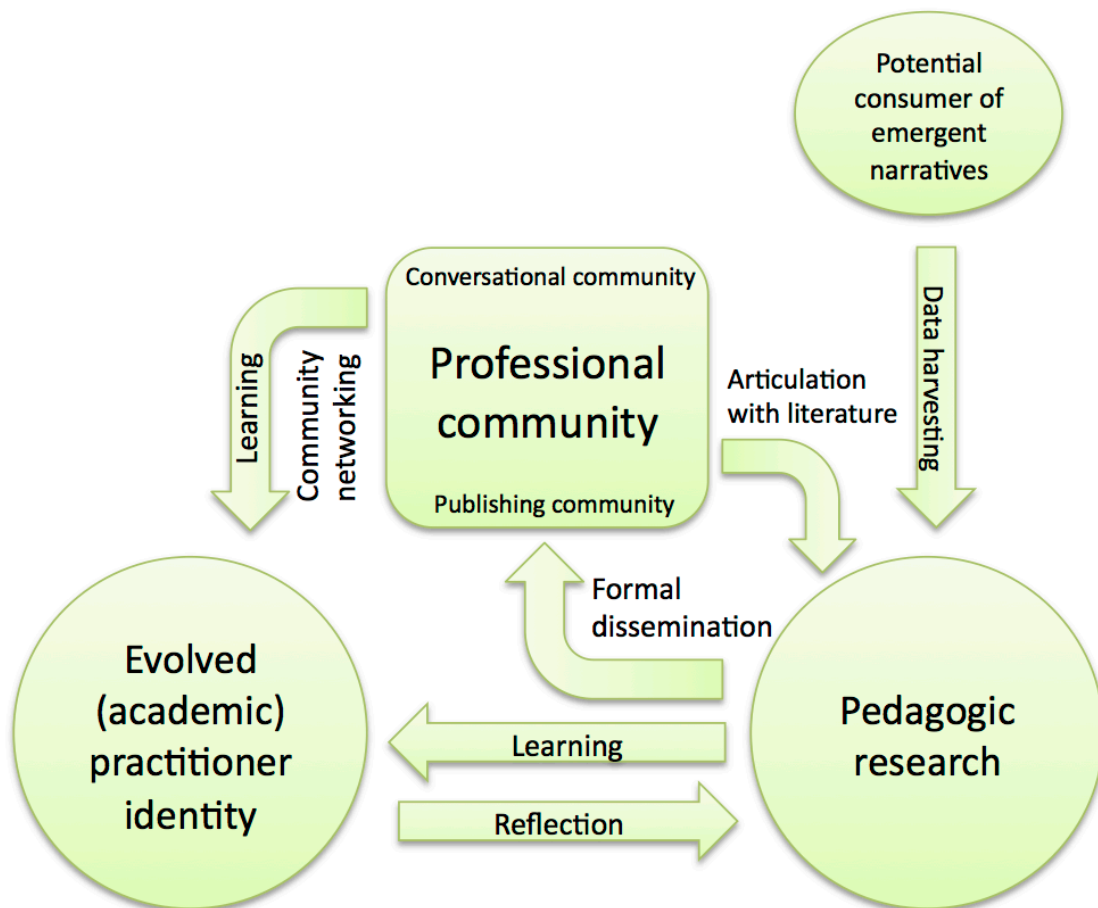 Potential
consumer of
emergent
narratives
Conversational community
Professional
community
Publishing community
Learning
Community
networking
Articulation
with literature
Data harvesting
Formal
dissemination
Evolved
(academic)
practitioner
identity
Learning
Reflection
Pedagogic
research